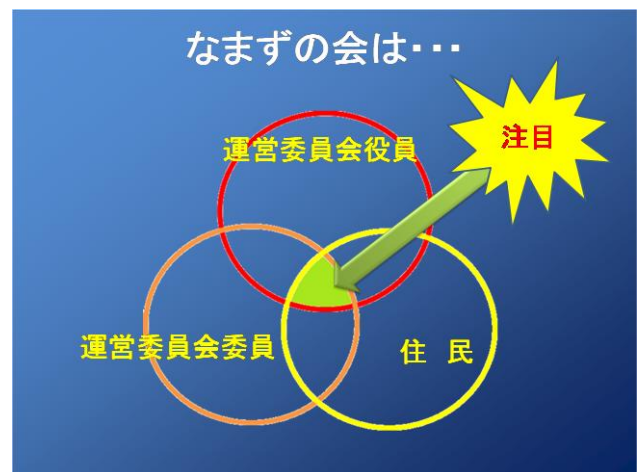 なまずの会は・・・
注目
運営委員会役員
運営委員会委員
住 民